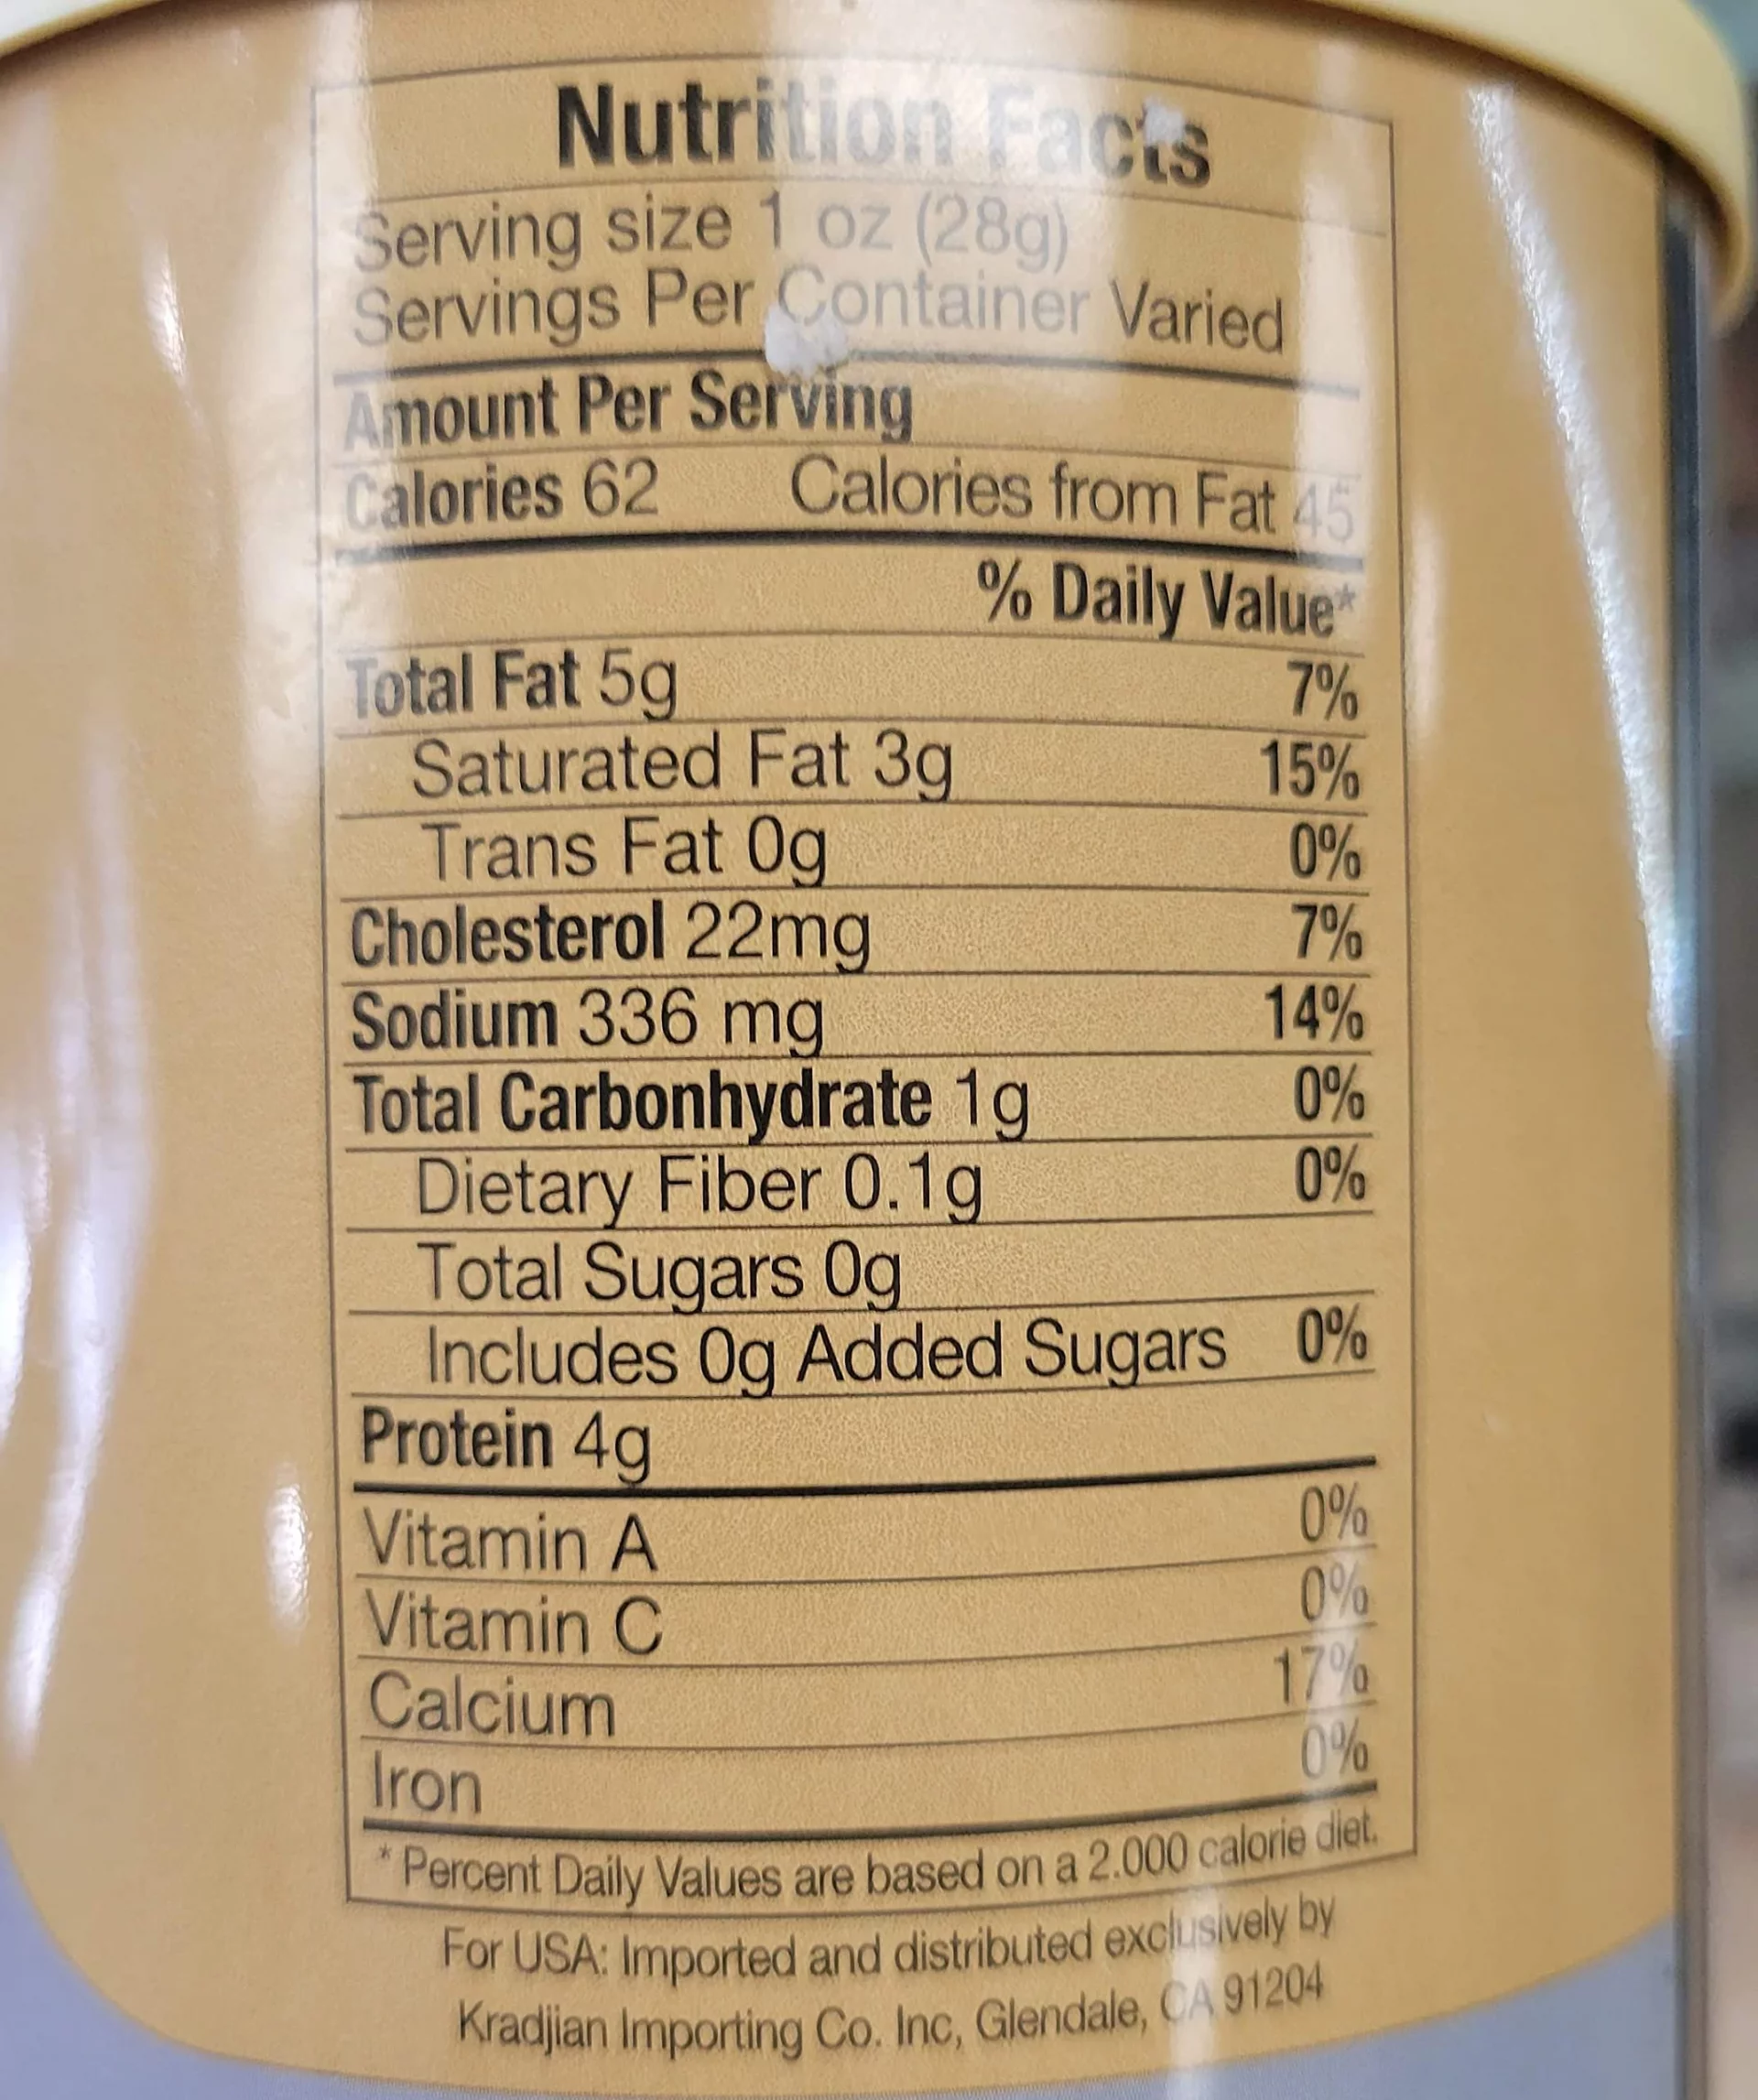 Nutrition Facts
Serving size 1 oz (28g)
Servings Per Container Varied
Amount Per Serving
Calories 62 Calories from Fat 45
% Daily Value*
Total Fat 5g 7%
Saturated Fat 3g 15%
Trans Fat 0g 0%
Cholesterol 22mg 7%
Sodium 336 mg 14%
Total Carbonhydrate 1g 0%
Dietary Fiber 0.1g 0%
Total Sugars 0g
Includes 0g Added Sugars 0%
Protein 4g
Vitamin A 0%
Vitamin C 0%
Calcium 17%
Iron 0%
* Percent Daily Values are based on a 2.000 calorie diet.
For USA: Imported and distributed exclusively by
Kradjian Importing Co. Inc, Glendale, CA 91204